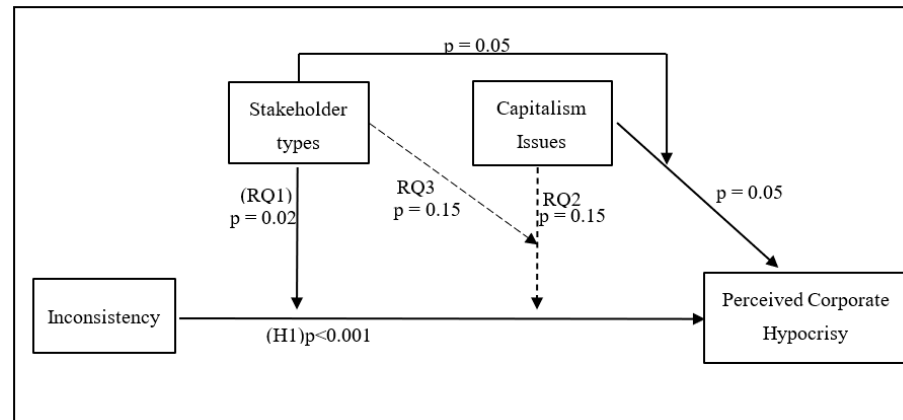 p = 0.05
Stakeholder
types
Capitalism
Issues
(RQ1)
p = 0.02
RQ3
p = 0.15
RQ2
p = 0.15
p = 0.05
Inconsistency
(H1)p<0.001
Perceived Corporate
Hypocrisy